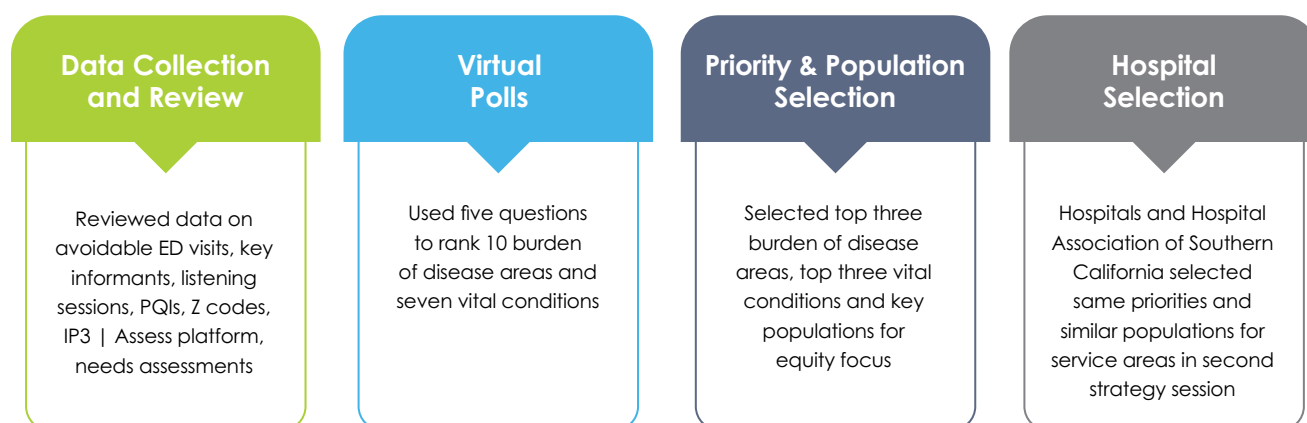 Data Collection
and Review
Reviewed data on
avoidable ED visits, key
informants, listening
sessions, PQIs, Z codes,
IP3 | Assess platform,
needs assessments
Virtual
Polls
Used five questions
to rank 10 burden
of disease areas and
seven vital conditions
Priority & Population
Selection
Selected top three
burden of disease
areas, top three vital
conditions and key
populations for
equity focus
Hospital
Selection
Hospitals and Hospital
Association of Southern
California selected
same priorities and
similar populations for
service areas in second
strategy session